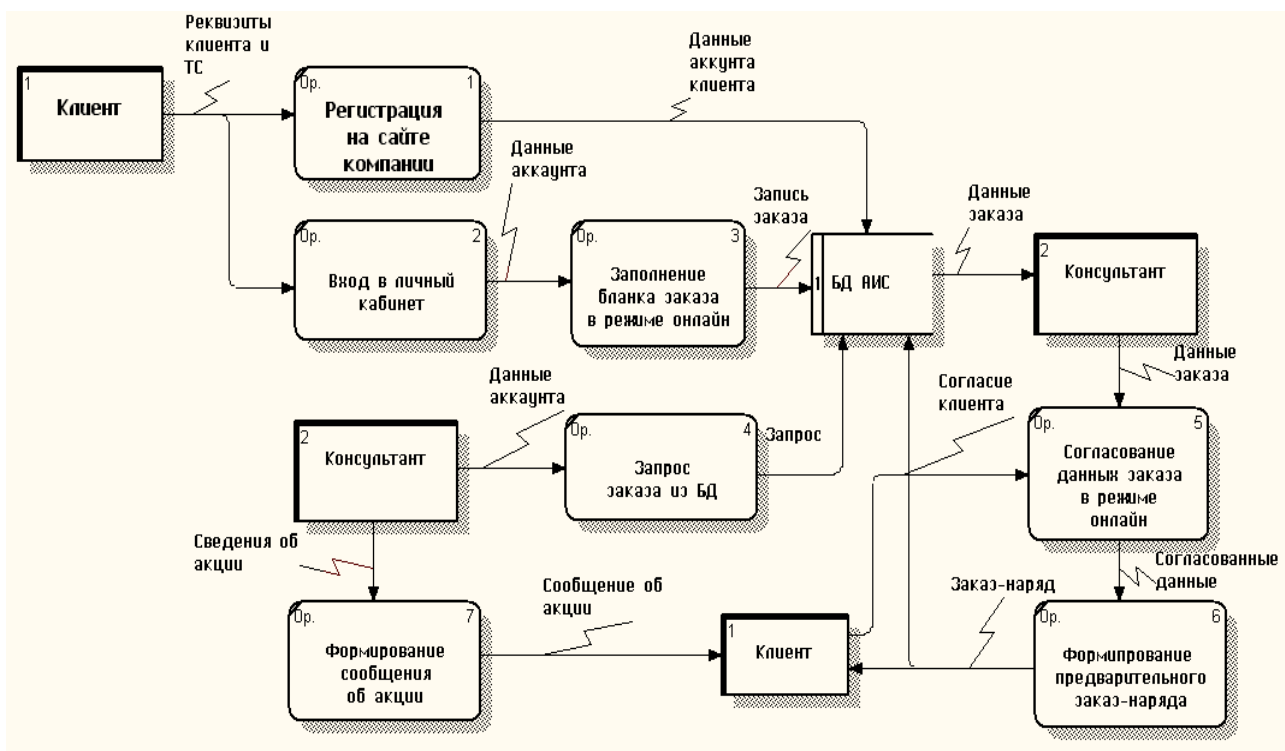 Реквизиты
клиента и
ТС
1
Клиент
0р.
1
Регистрация
на сайте
компании
Данные
аккунта
клиента
Данные
аккаунта
0р.
2
Вход в личный
кабинет
0р.
3
Заполнение
бланка заказа
в режиме онлайн
Запись
заказа
1
БД АИС
Данные
заказа
2
Консультант
Данные
заказа
2
Консультант
Данные
аккаунта
0р.
4
Запрос
заказа из БД
Запрос
Согласие
клиента
0р.
5
Согласование
данных заказа
в режиме
онлайн
Сведения об
акции
0р.
7
Формирование
сообщения
об акции
Сообщение об
акции
1
Клиент
Заказ-наряд
Согласованные
данные
0р.
6
Формипрование
предварительного
заказ-наряда